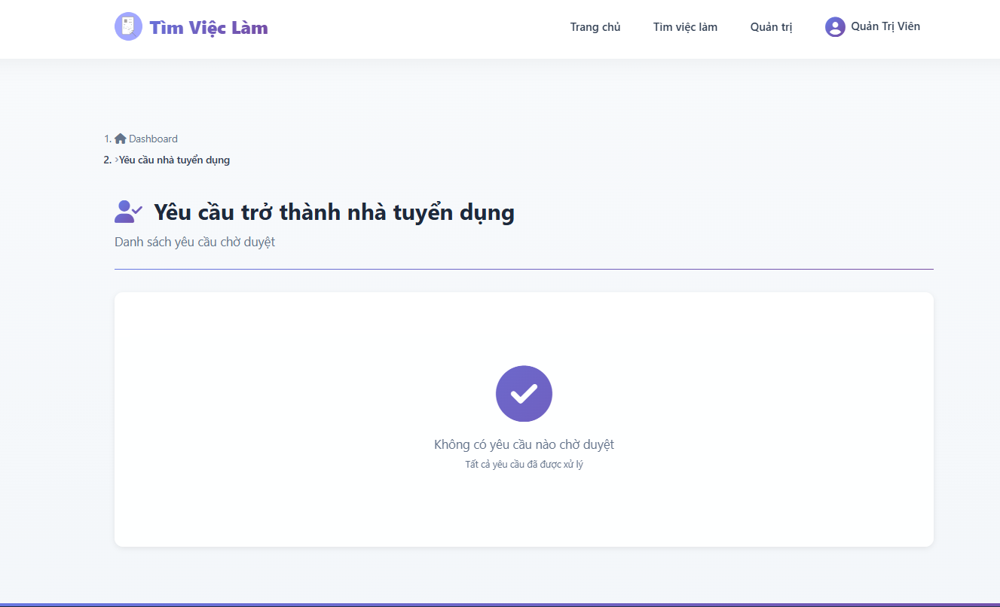 Tìm Việc Làm
Trang chủ
Tìm việc làm
Quản trị
Quản Trị Viên
1. Dashboard
2. ›Yêu cầu nhà tuyển dụng
Yêu cầu trở thành nhà tuyển dụng
Danh sách yêu cầu chờ duyệt
Không có yêu cầu nào chờ duyệt
Tất cả yêu cầu đã được xử lý